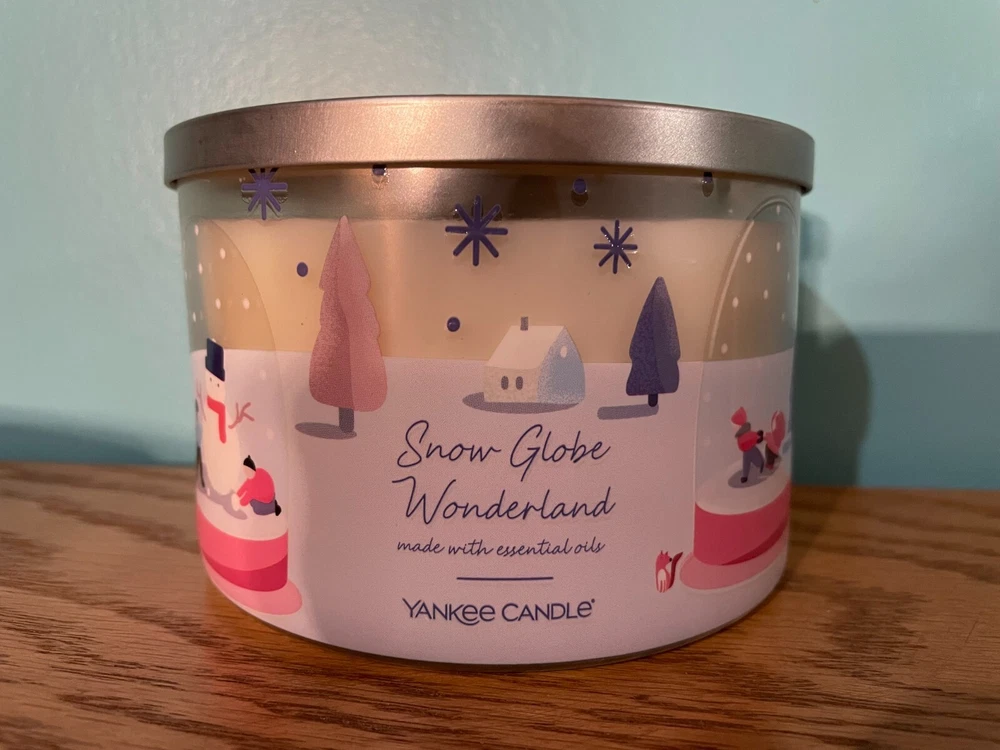 Snow Globe
Wonderland
made with essential oils
YANKEE CANDLE®